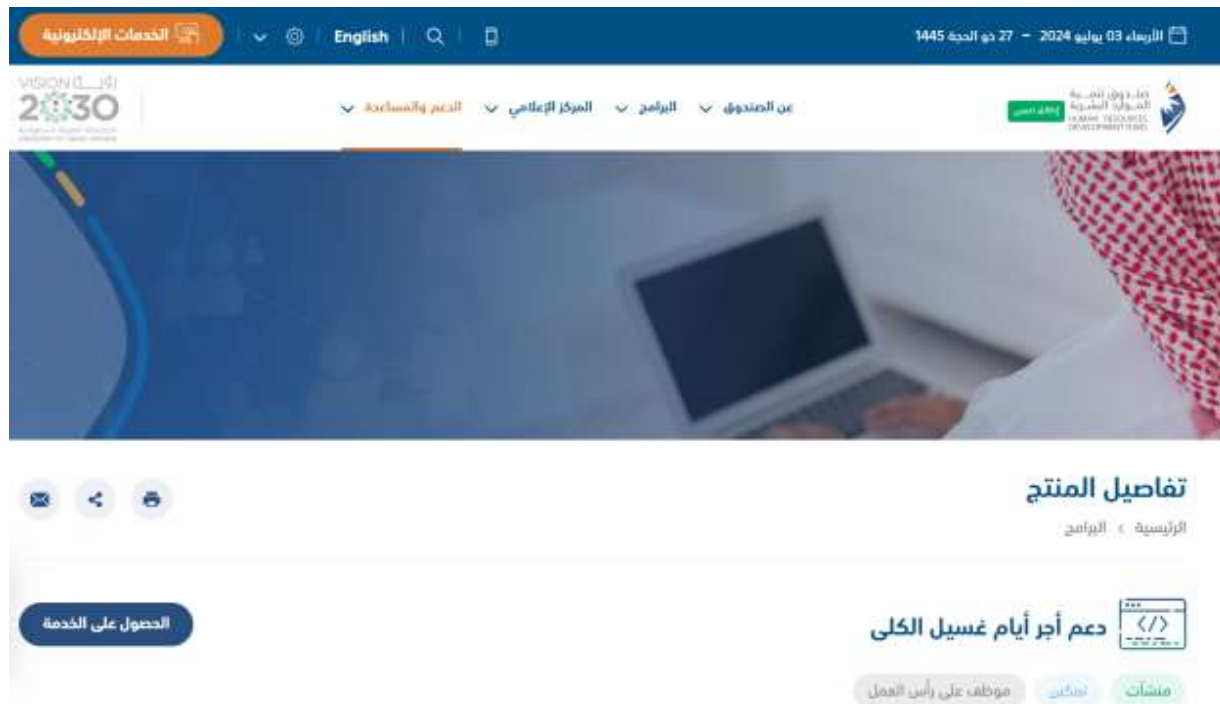 الأربعاء 03 يوليو 2024 – 27 ذو الحجة 1445
English
الخدمات الإلكترونية
صندوق تنمية
الموارد البشرية
HUMAN RESOURCES
DEVELOPMENT FUND
عن الصندوق
البرامج
المركز الإعلامي
الدعم والمساعدة
VISION رؤيـــة
2030
تفاصيل المنتج
الرئيسية > البرامج
دعم أجر أيام غسيل الكلى
الحصول على الخدمة
منشآت
تمكين
موظف على رأس العمل